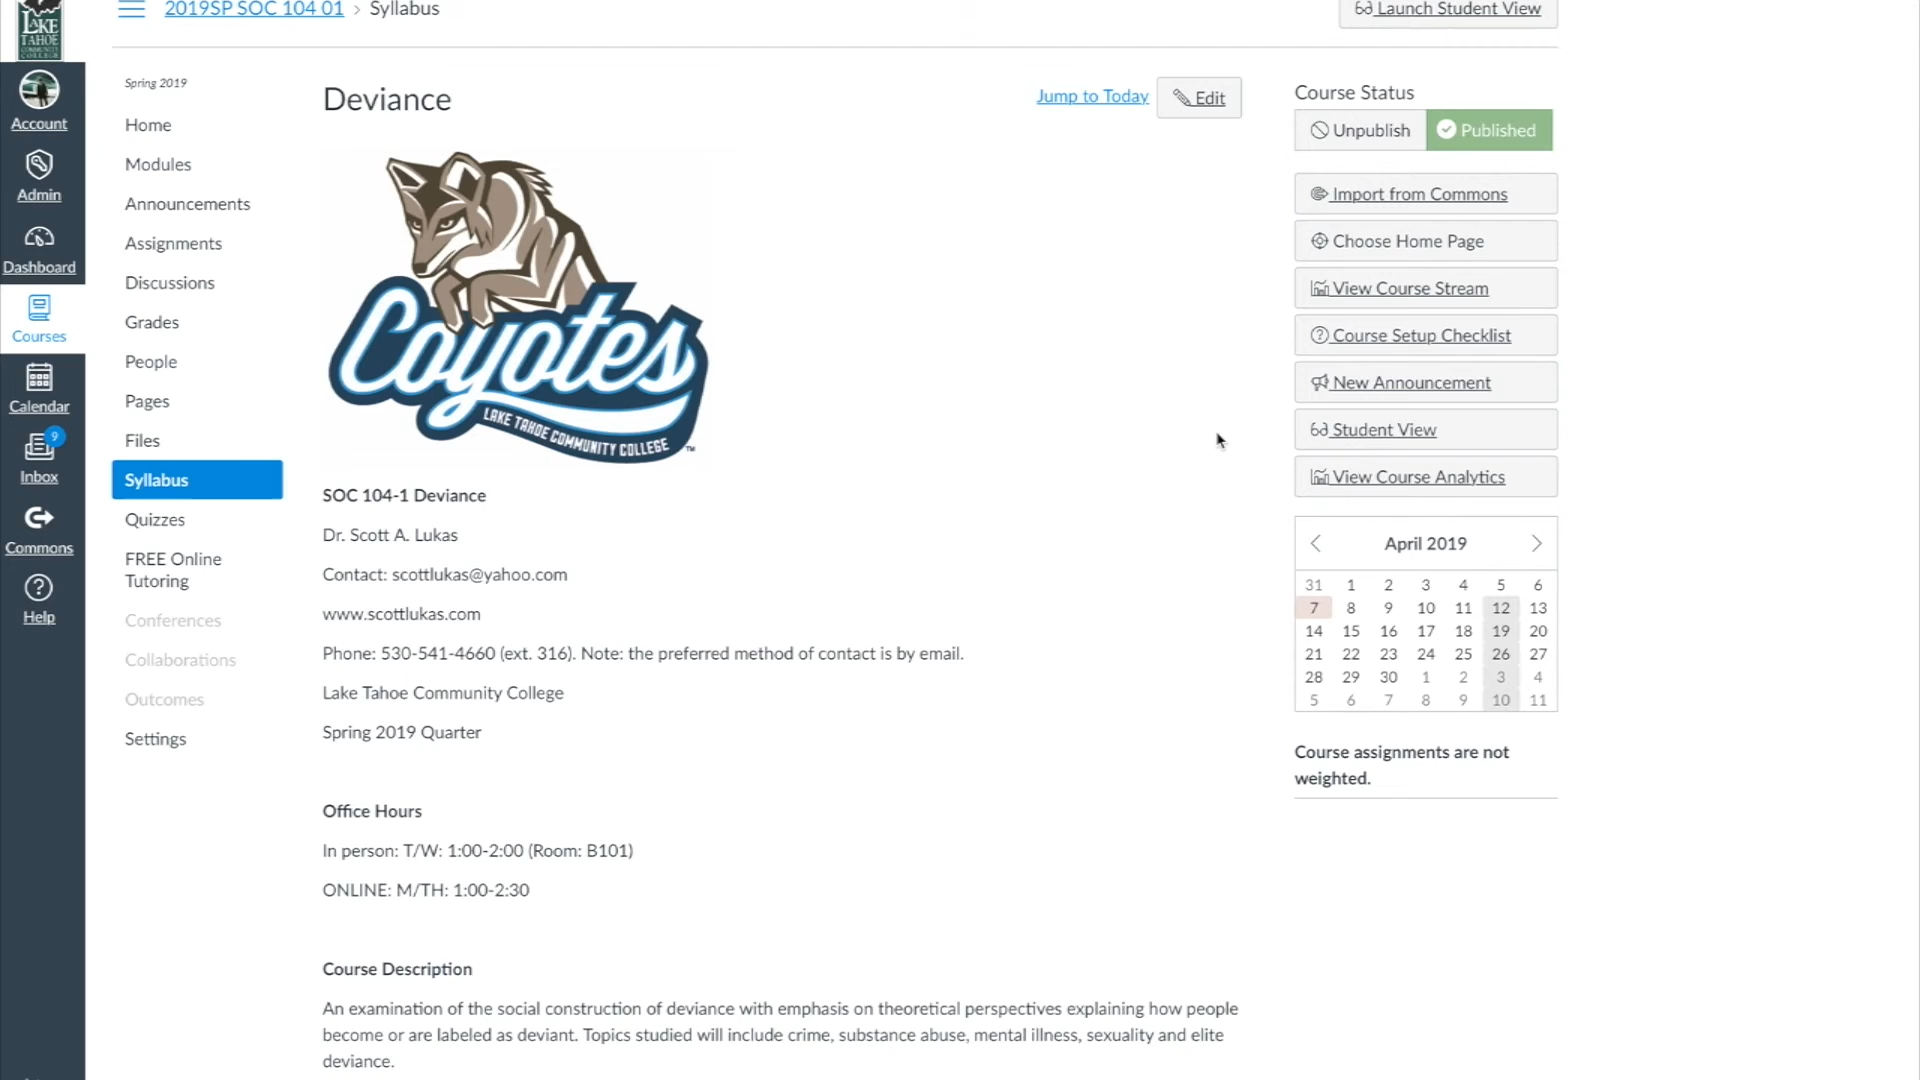 2019SP SOC 104 01 › Syllabus
Launch Student View
LAKE
TAHOE
COMMUNITY
COLLEGE
Account
Admin
Dashboard
Courses
Calendar
9
Inbox
Commons
Help
Spring 2019
Home
Modules
Announcements
Assignments
Discussions
Grades
People
Pages
Files
Syllabus
Quizzes
FREE Online
Tutoring
Conferences
Collaborations
Outcomes
Settings
Deviance
Jump to Today
Edit
Coyotes
LAKE TAHOE COMMUNITY COLLEGE
TM
SOC 104-1 Deviance
Dr. Scott A. Lukas
Contact: scottlukas@yahoo.com
www.scottlukas.com
Phone: 530-541-4660 (ext. 316). Note: the preferred method of contact is by email.
Lake Tahoe Community College
Spring 2019 Quarter
Office Hours
In person: T/W: 1:00-2:00 (Room: B101)
ONLINE: M/TH: 1:00-2:30
Course Description
An examination of the social construction of deviance with emphasis on theoretical perspectives explaining how people
become or are labeled as deviant. Topics studied will include crime, substance abuse, mental illness, sexuality and elite
deviance.
Course Status
Unpublish
Published
Import from Commons
Choose Home Page
View Course Stream
Course Setup Checklist
New Announcement
Student View
View Course Analytics
April 2019
31 1 2 3 4 5 6
7 8 9 10 11 12 13
14 15 16 17 18 19 20
21 22 23 24 25 26 27
28 29 30 1 2 3 4
5 6 7 8 9 10 11
Course assignments are not
weighted.